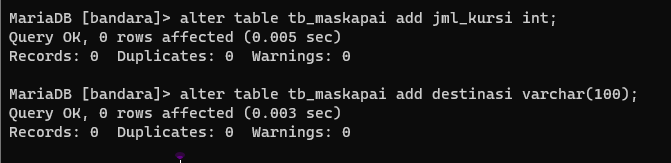 MariaDB [bandara]> alter table tb_maskapai add jml_kursi int;
Query OK, 0 rows affected (0.005 sec)
Records: 0  Duplicates: 0  Warnings: 0
MariaDB [bandara]> alter table tb_maskapai add destinasi varchar(100);
Query OK, 0 rows affected (0.003 sec)
Records: 0  Duplicates: 0  Warnings: 0